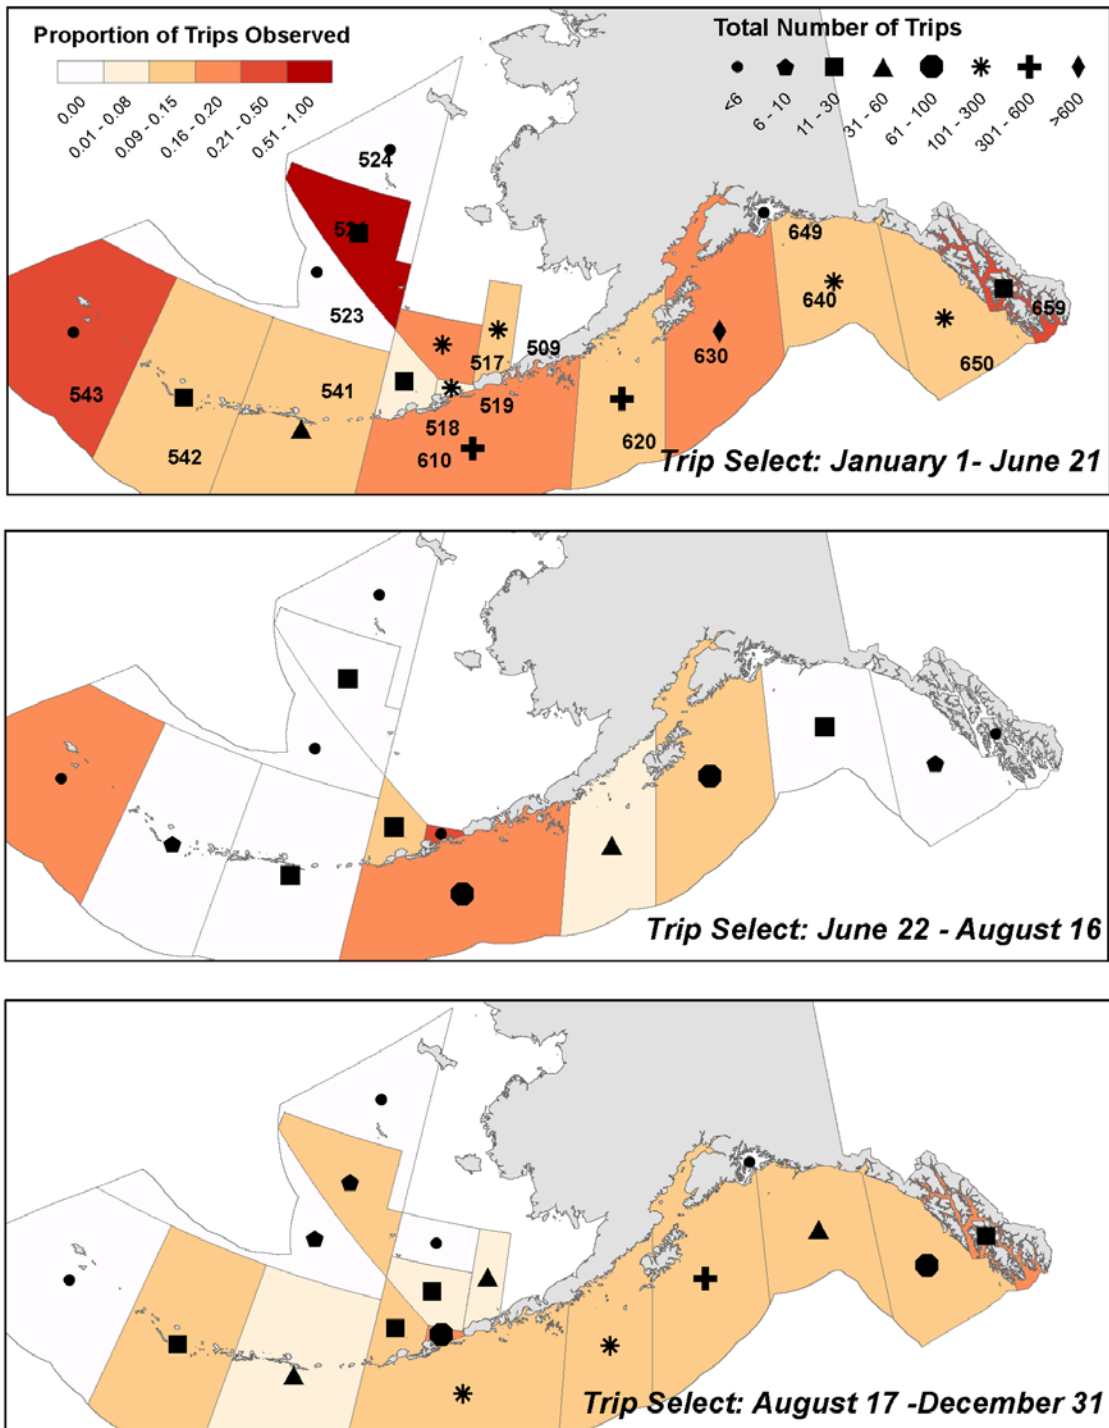 Proportion of Trips Observed
0.00
0.01 - 0.08
0.09 - 0.15
0.16 - 0.20
0.21 - 0.50
0.51 - 1.00
Total Number of Trips
<6
6 - 10
11 - 30
31 - 60
61 - 100
101 - 300
301 - 600
>600
524
523
649
640
659
650
509
517
519
518
610
630
620
543
541
542
Trip Select: January 1- June 21
Trip Select: June 22 - August 16
Trip Select: August 17 -December 31